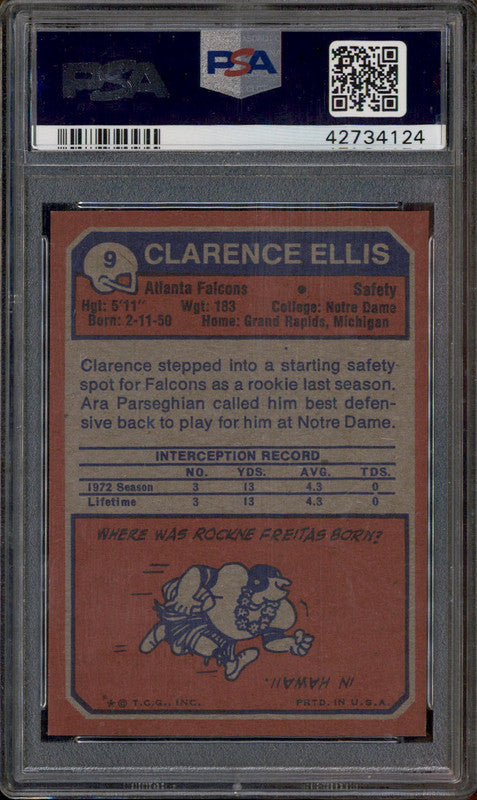 PSA
PSA
42734124
9
CLARENCE ELLIS
Atlanta Falcons • Safety
Hgt: 5'11" Wgt: 183 College: Notre Dame
Born: 2-11-50 Home: Grand Rapids, Michigan
Clarence stepped into a starting safety
spot for Falcons as a rookie last season.
Ara Parseghian called him best defen-
sive back to play for him at Notre Dame.
INTERCEPTION RECORD
NO. YDS. AVG. TDS.
1972 Season 3 13 4.3 0
Lifetime 3 13 4.3 0
WHERE WAS ROCKNE FREITAS BORN?
IN HAWAII.
*© T.C.G., INC. PRTD. IN U.S.A.